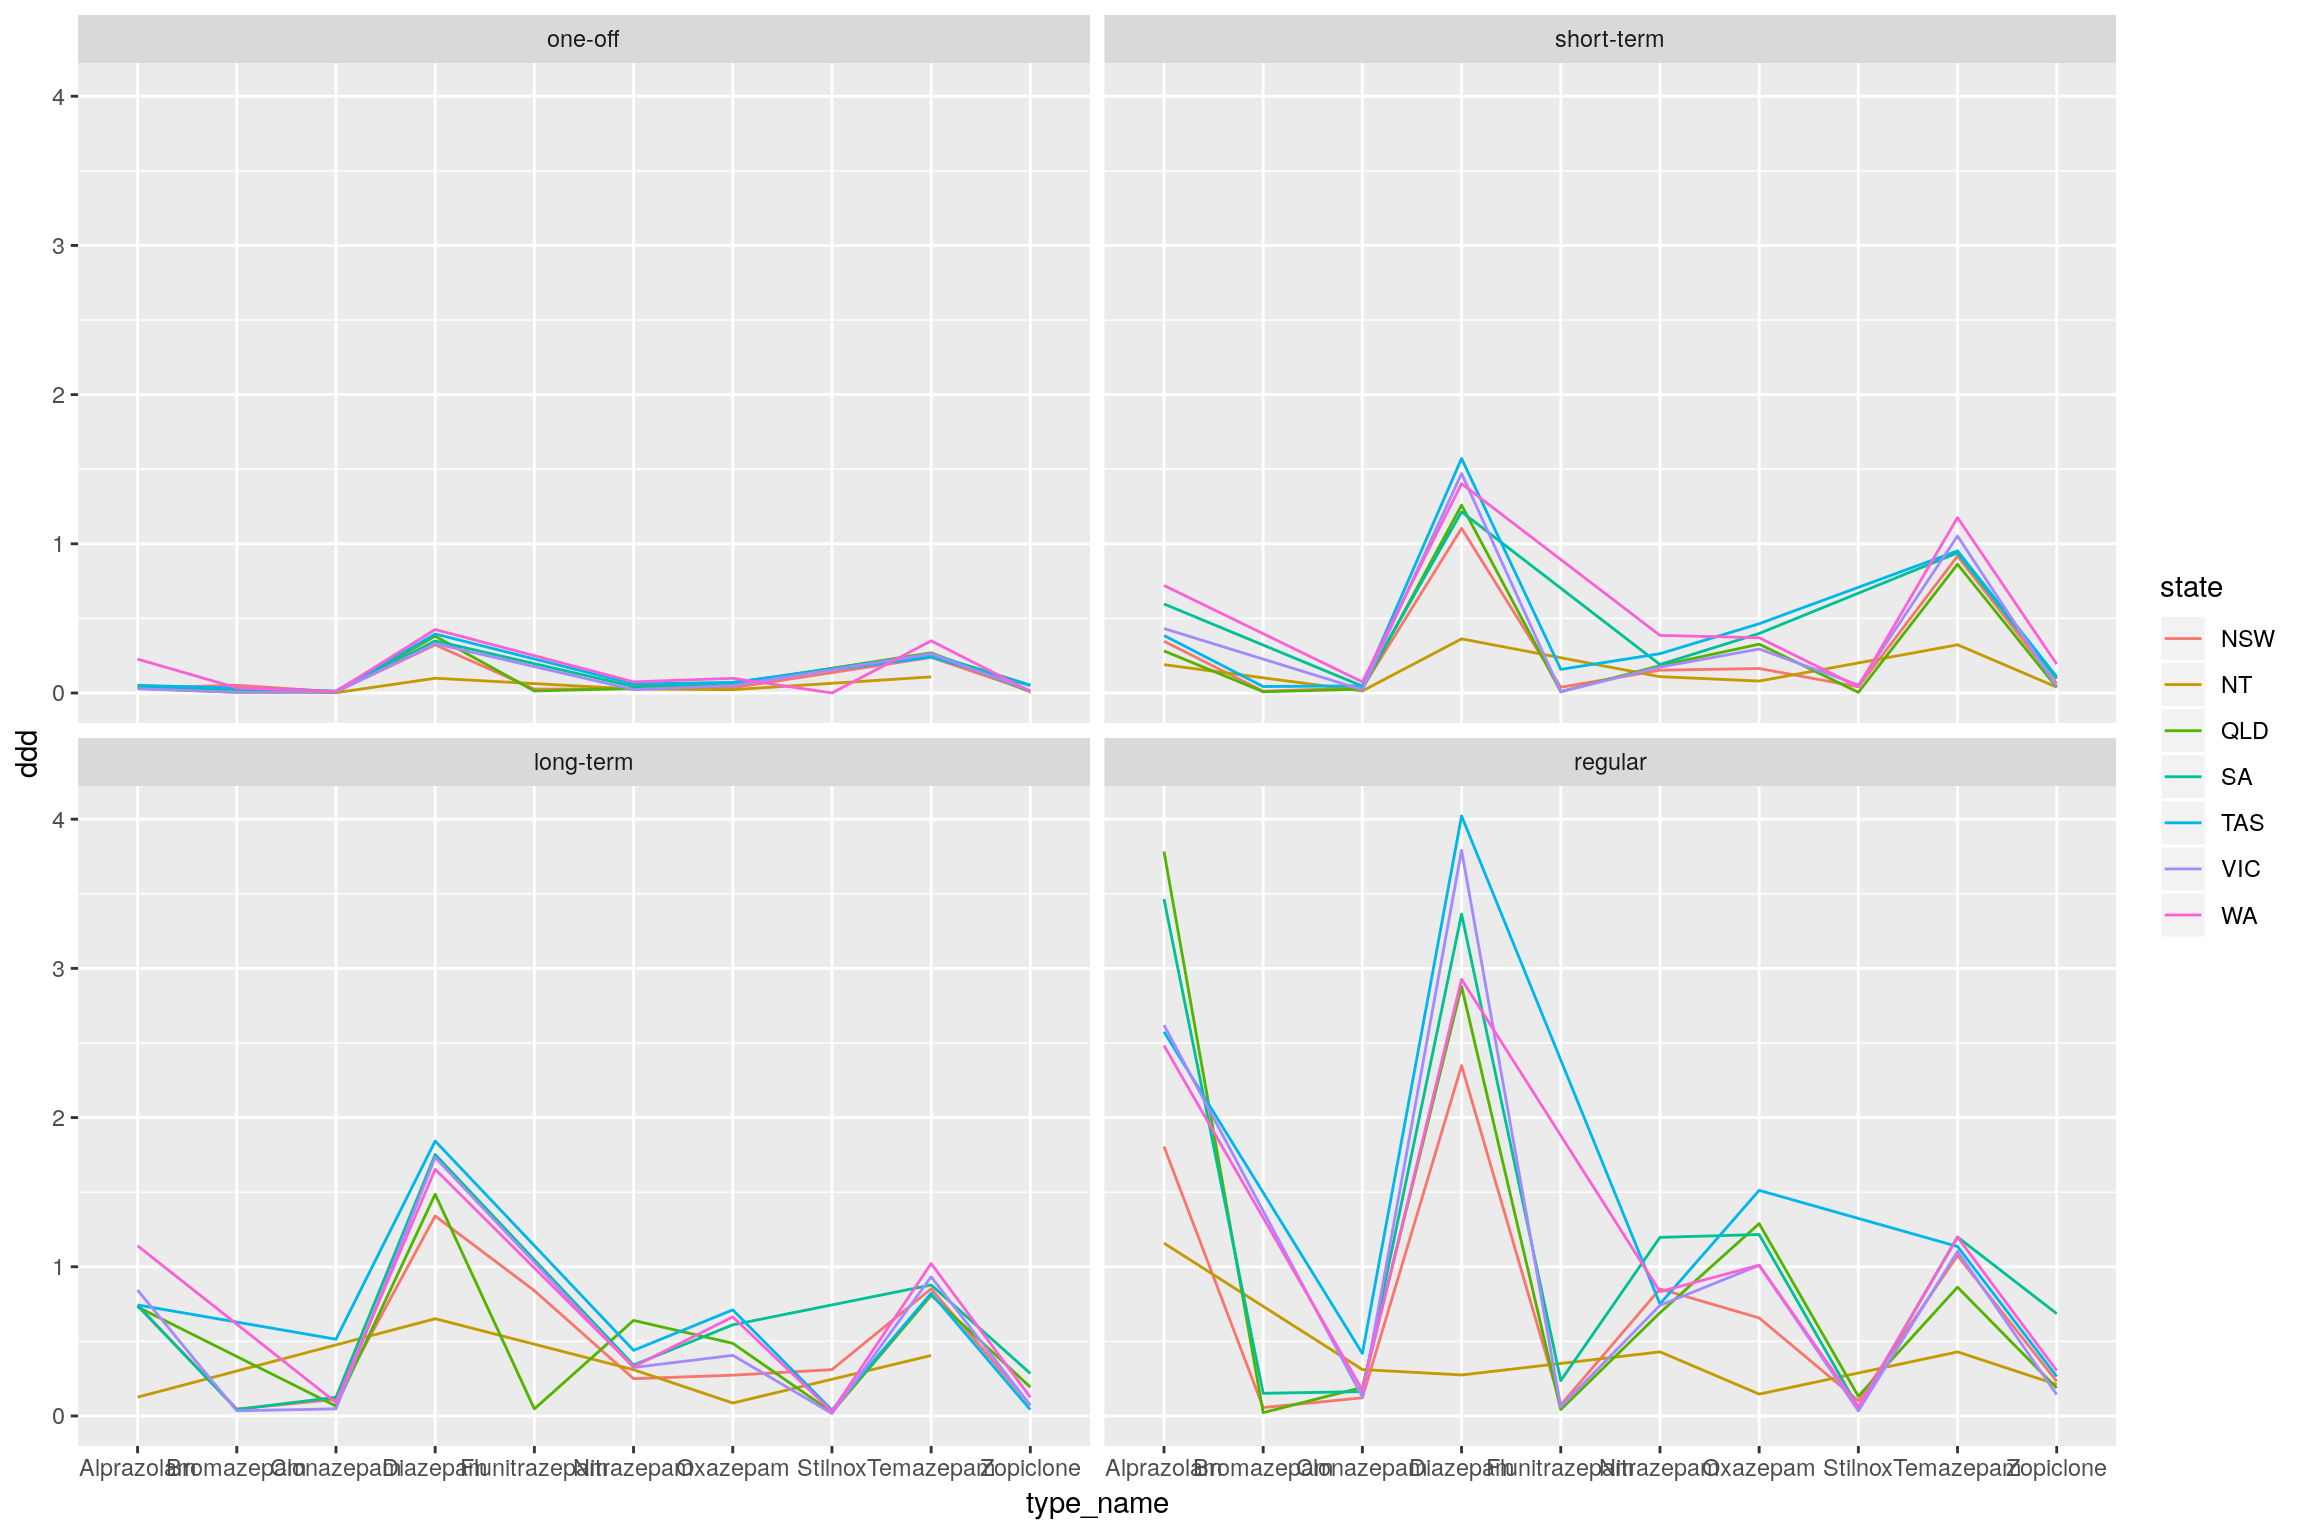 one-off
short-term
4
3
2
1
0
ddd
long-term
regular
4
3
2
1
0
Alprazolam Bromazepam Clonazepam Diazepam Flunitrazepam Nitrazepam Oxazepam Stilnox Temazepam Zopiclone
Alprazolam Bromazepam Clonazepam Diazepam Flunitrazepam Nitrazepam Oxazepam Stilnox Temazepam Zopiclone
type_name
state
NSW
NT
QLD
SA
TAS
VIC
WA